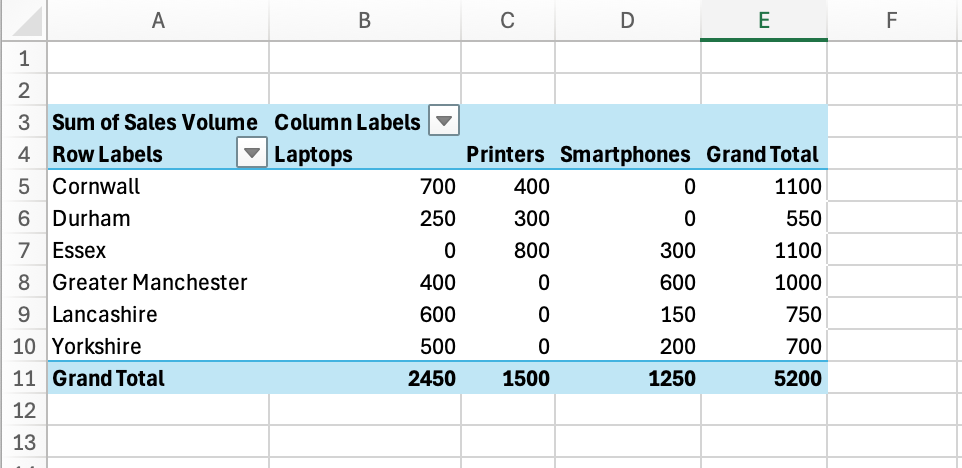 A B C D E F
1
2
3 Sum of Sales Volume Column Labels
4 Row Labels Laptops Printers Smartphones Grand Total
5 Cornwall 700 400 0 1100
6 Durham 250 300 0 550
7 Essex 0 800 300 1100
8 Greater Manchester 400 0 600 1000
9 Lancashire 600 0 150 750
10 Yorkshire 500 0 200 700
11 Grand Total 2450 1500 1250 5200
12
13